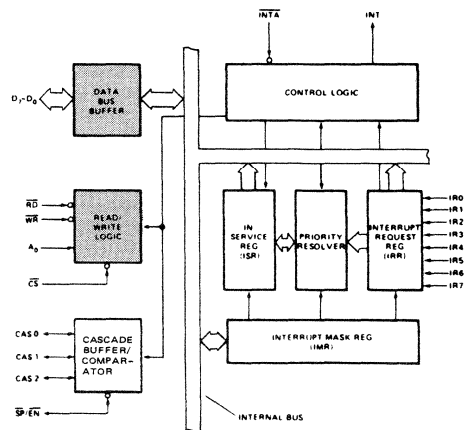 INTA
INT
D7-D0
DATA
BUS
BUFFER
CONTROL LOGIC
RD
WR
A0
CS
READ/
WRITE
LOGIC
IN
SERVICE
REG
(ISR)
PRIORITY
RESOLVER
INTERRUPT
REQUEST
REG
(IRR)
IR0
IR1
IR2
IR3
IR4
IR5
IR6
IR7
CAS 0
CAS 1
CAS 2
CASCADE
BUFFER/
COMPAR-
ATOR
INTERRUPT MASK REG
(IMR)
SP/EN
INTERNAL BUS